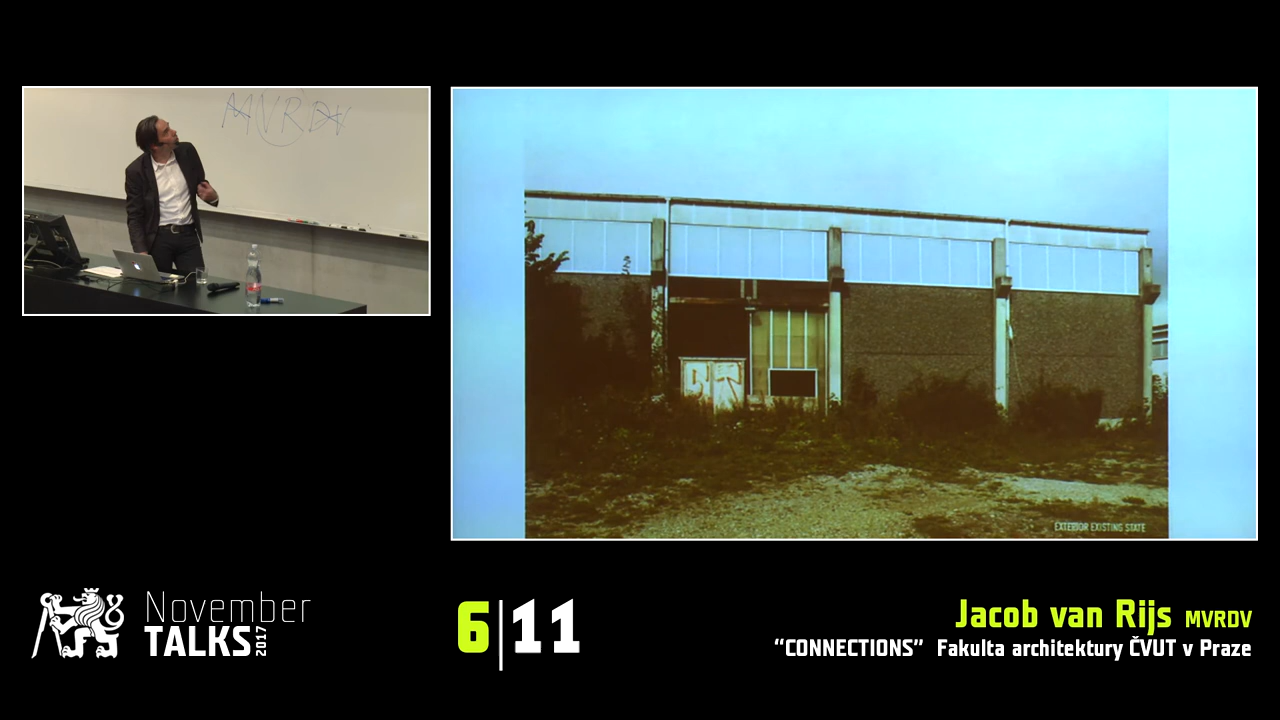 MVRDV
EXTERIOR EXISTING STATE
November
TALKS 2017
6|11
Jacob van Rijs MVRDV
“CONNECTIONS” Fakulta architektury ČVUT v Praze